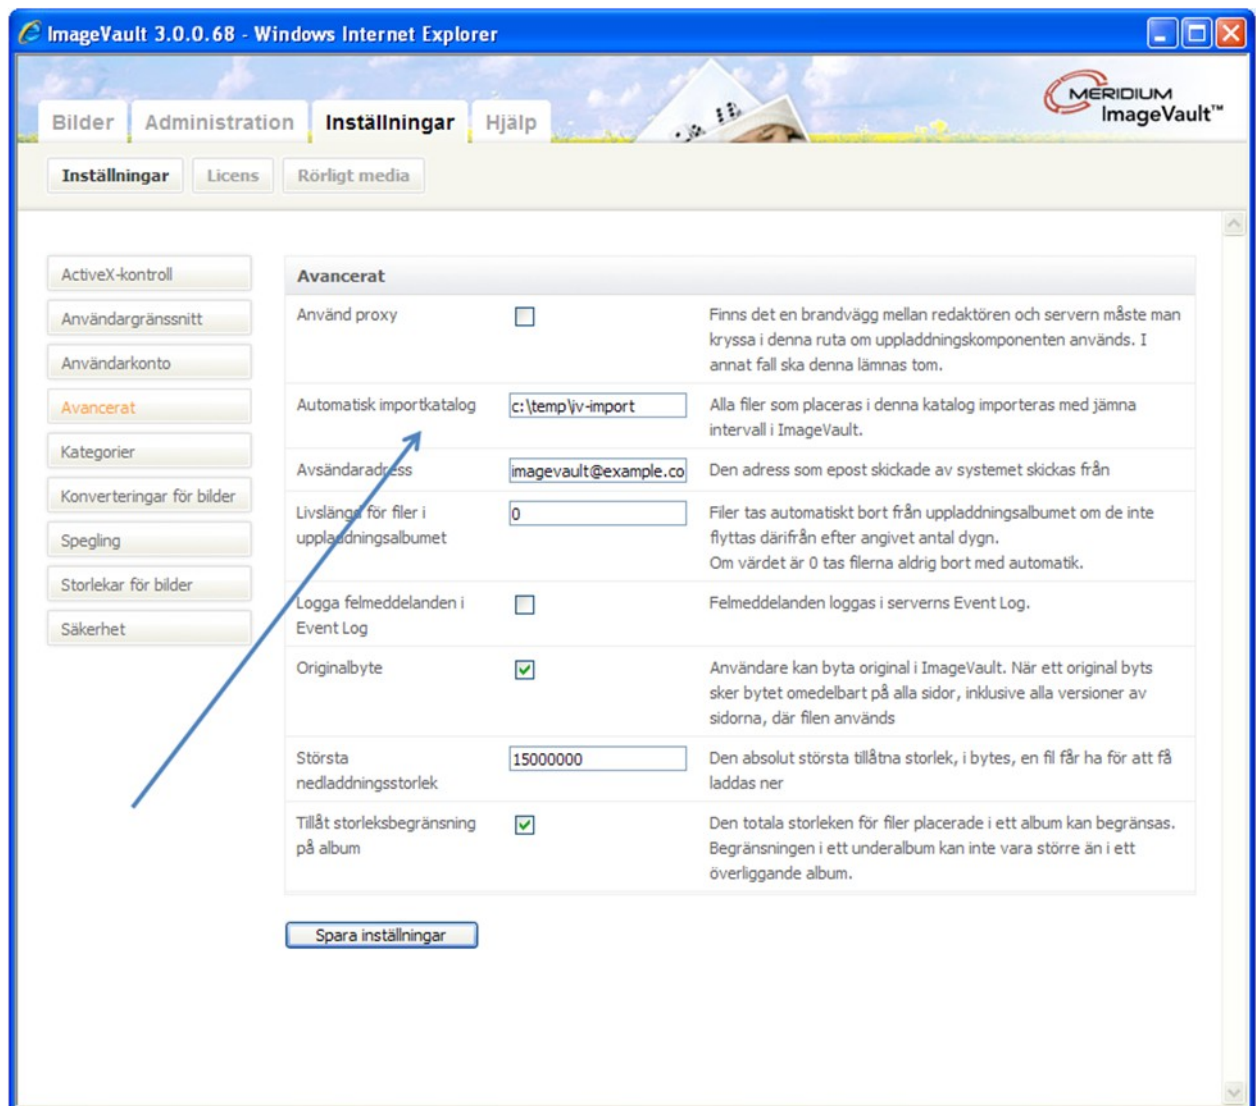 ImageVault 3.0.0.68 - Windows Internet Explorer
MERIDIUM
ImageVault™
Bilder Administration Inställningar Hjälp
Inställningar Licens Rörligt media
ActiveX-kontroll
Användargränssnitt
Användarkonto
Avancerat
Kategorier
Konverteringar för bilder
Spegling
Storlekar för bilder
Säkerhet
Avancerat
Använd proxy
Finns det en brandvägg mellan redaktören och servern måste man
kryssa i denna ruta om uppladdningskomponenten används. I
annat fall ska denna lämnas tom.
Automatisk importkatalog
c:\temp\iv-import
Alla filer som placeras i denna katalog importeras med jämna
intervall i ImageVault.
Avsändaradress
imagevault@example.co
Den adress som epost skickade av systemet skickas från
Livslängd för filer i
uppladdningsalbumet
0
Filer tas automatiskt bort från uppladdningsalbumet om de inte
flyttas därifrån efter angivet antal dygn.
Om värdet är 0 tas filerna aldrig bort med automatik.
Logga felmeddelanden i
Event Log
Felmeddelanden loggas i serverns Event Log.
Originalbyte
Användare kan byta original i ImageVault. När ett original byts
sker bytet omedelbart på alla sidor, inklusive alla versioner av
sidorna, där filen används
Största
nedladdningsstorlek
15000000
Den absolut största tillåtna storlek, i bytes, en fil får ha för att få
laddas ner
Tillåt storleksbegränsning
på album
Den totala storleken för filer placerade i ett album kan begränsas.
Begränsningen i ett underalbum kan inte vara större än i ett
överliggande album.
Spara inställningar